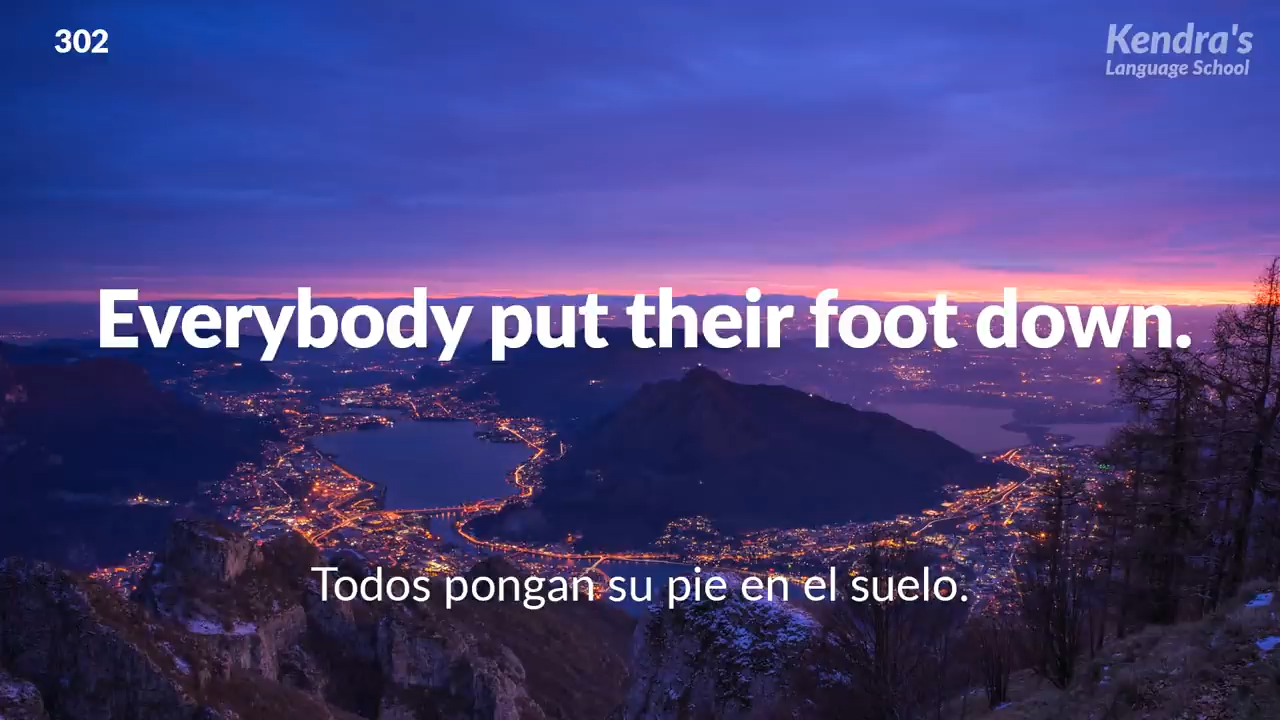 302
Kendra's
Language School
Everybody put their foot down.
Todos pongan su pie en el suelo.